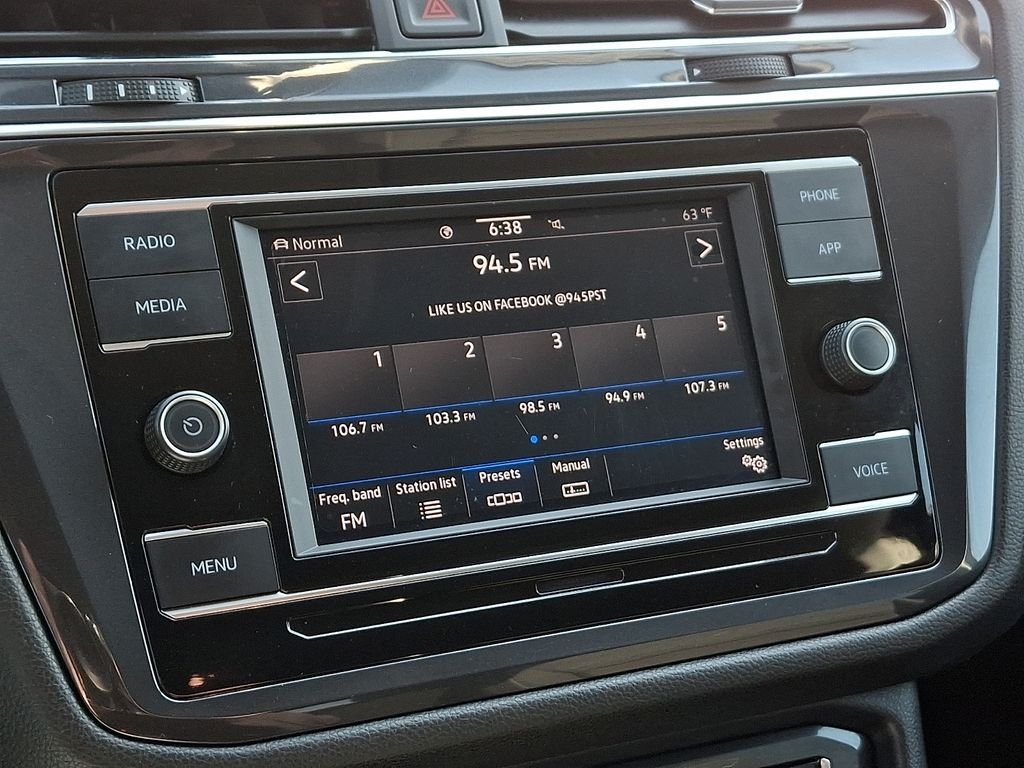 PHONE
APP
RADIO
MEDIA
Normal
6:38
63 °F
<
94.5 FM
>
LIKE US ON FACEBOOK @945PST
1
2
3
4
5
106.7 FM
103.3 FM
98.5 FM
94.9 FM
107.3 FM
Freq. band
FM
Station list
Presets
Manual
Settings
VOICE
MENU